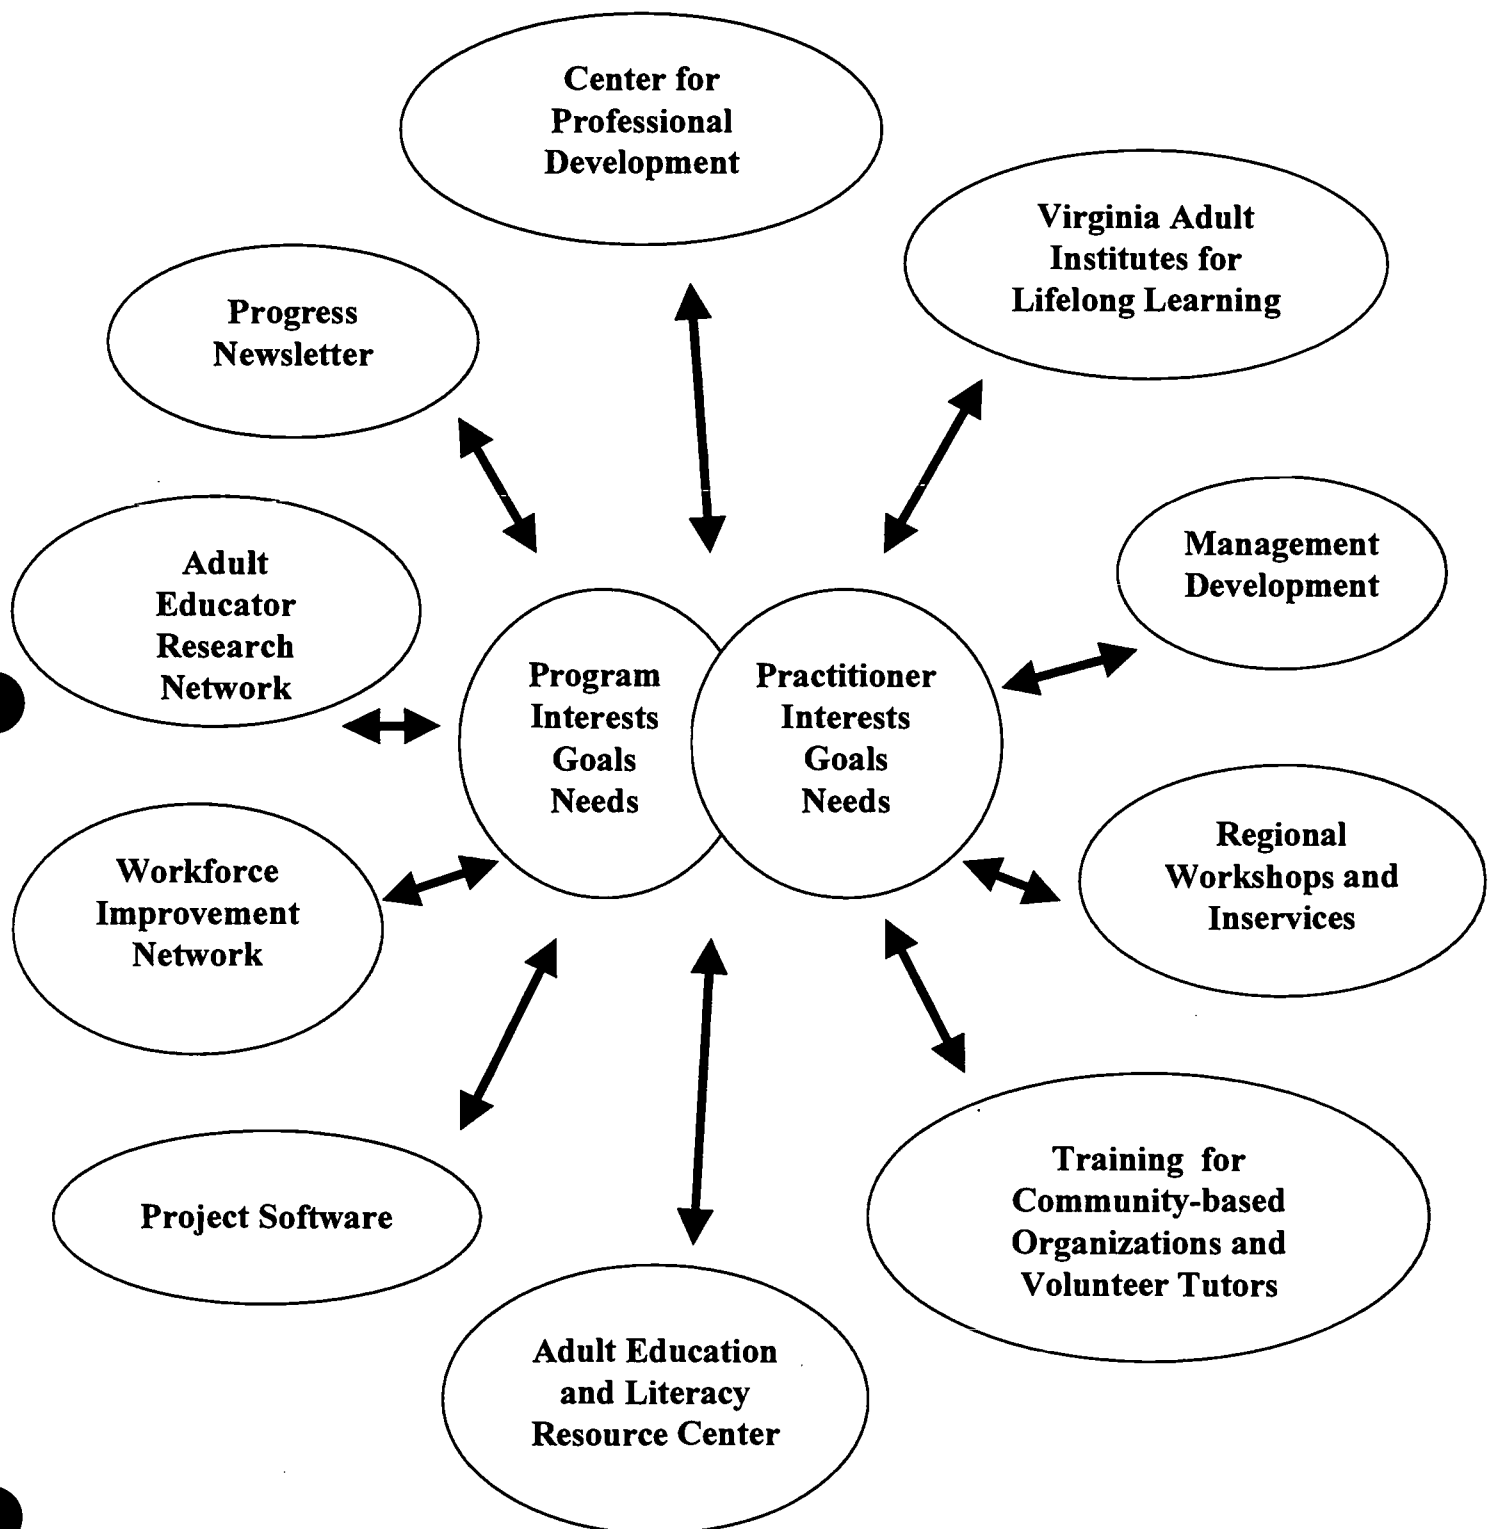 Center for
Professional
Development
Virginia Adult
Institutes for
Lifelong Learning
Progress
Newsletter
Management
Development
Adult
Educator
Research
Network
Program
Interests
Goals
Needs
Practitioner
Interests
Goals
Needs
Regional
Workshops and
Inservices
Workforce
Improvement
Network
Training for
Community-based
Organizations and
Volunteer Tutors
Project Software
Adult Education
and Literacy
Resource Center